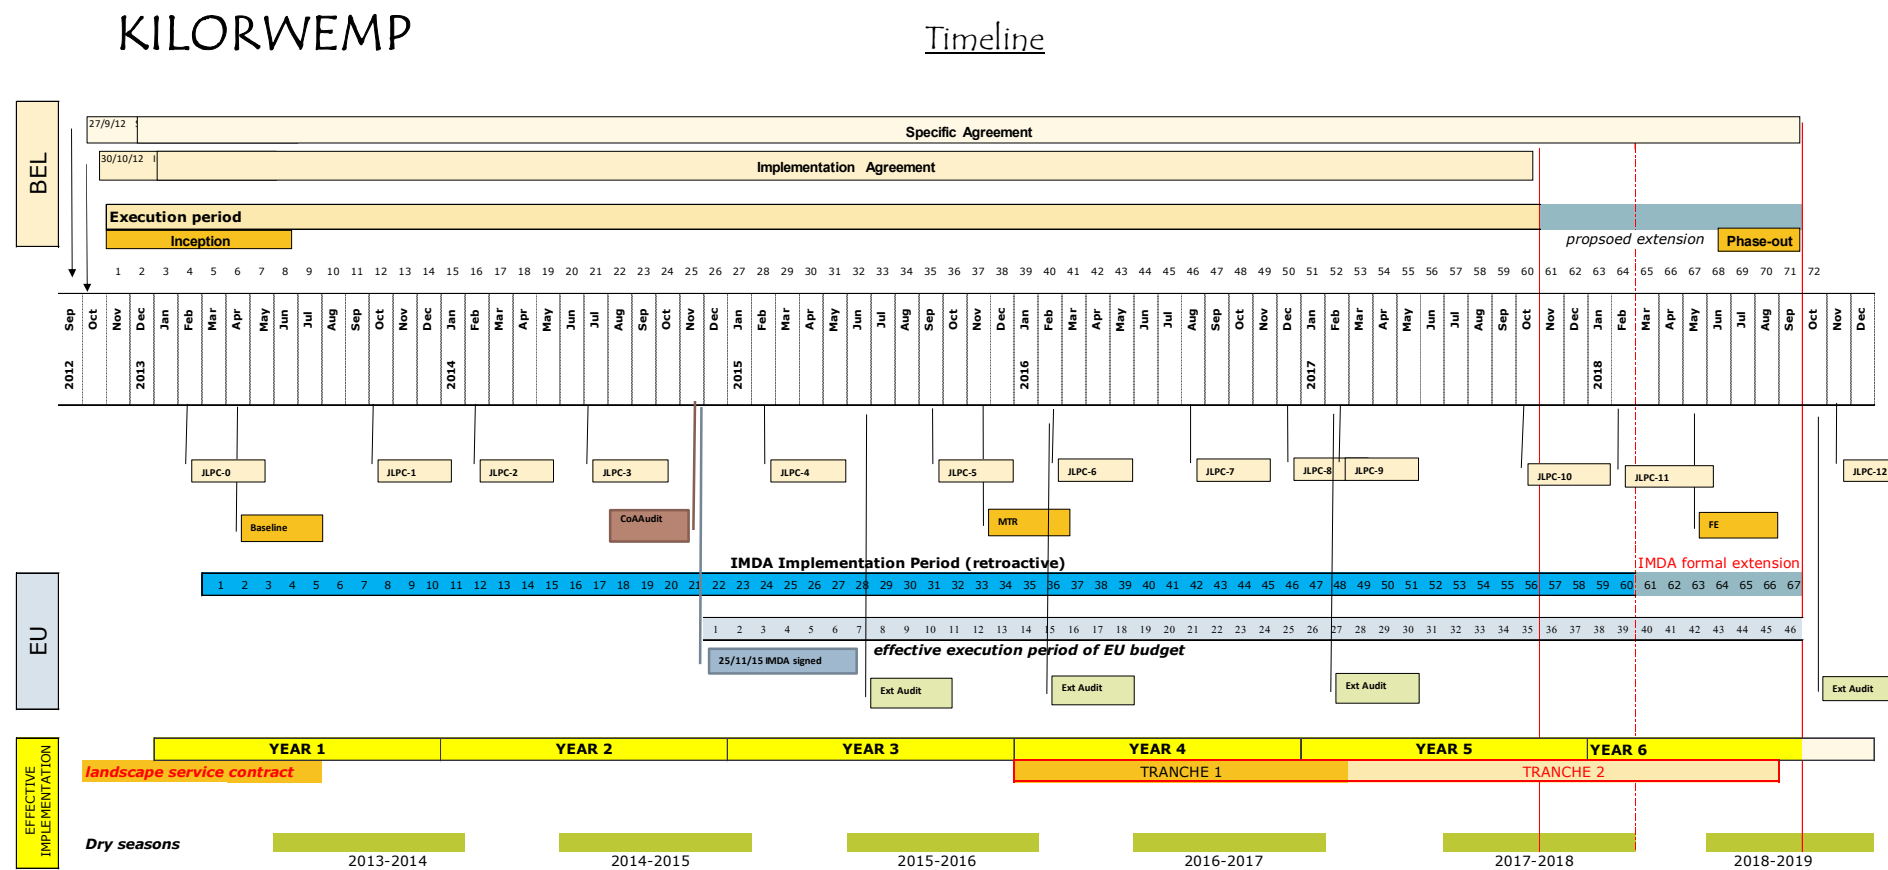 KILORWEMP
Timeline
BEL
27/9/12
Specific Agreement
30/10/12
Implementation Agreement
Execution period
Inception
propsoed extension
Phase-out
1 2 3 4 5 6 7 8 9 10 11 12 13 14 15 16 17 18 19 20 21 22 23 24 25 26 27 28 29 30 31 32 33 34 35 36 37 38 39 40 41 42 43 44 45 46 47 48 49 50 51 52 53 54 55 56 57 58 59 60 61 62 63 64 65 66 67 68 69 70 71 72
Sep Oct Nov Dec Jan Feb Mar Apr May Jun Jul Aug Sep Oct Nov Dec Jan Feb Mar Apr May Jun Jul Aug Sep Oct Nov Dec Jan Feb Mar Apr May Jun Jul Aug Sep Oct Nov Dec Jan Feb Mar Apr May Jun Jul Aug Sep Oct Nov Dec Jan Feb Mar Apr May Jun Jul Aug Sep Oct Nov Dec Jan Feb Mar Apr May Jun Jul Aug Sep Oct Nov Dec
2012 2013 2014 2015 2016 2017 2018
JLPC-0 JLPC-1 JLPC-2 JLPC-3 JLPC-4 JLPC-5 JLPC-6 JLPC-7 JLPC-8 JLPC-9 JLPC-10 JLPC-11 JLPC-12
Baseline
CoAAudit
MTR
FE
IMDA Implementation Period (retroactive)
IMDA formal extension
EU
1 2 3 4 5 6 7 8 9 10 11 12 13 14 15 16 17 18 19 20 21 22 23 24 25 26 27 28 29 30 31 32 33 34 35 36 37 38 39 40 41 42 43 44 45 46 47 48 49 50 51 52 53 54 55 56 57 58 59 60 61 62 63 64 65 66 67
1 2 3 4 5 6 7 8 9 10 11 12 13 14 15 16 17 18 19 20 21 22 23 24 25 26 27 28 29 30 31 32 33 34 35 36 37 38 39 40 41 42 43 44 45 46
effective execution period of EU budget
25/11/15 IMDA signed
Ext Audit
Ext Audit
Ext Audit
Ext Audit
EFFECTIVE
IMPLEMENTATION
YEAR 1 YEAR 2 YEAR 3 YEAR 4 YEAR 5 YEAR 6
landscape service contract
TRANCHE 1
TRANCHE 2
Dry seasons
2013-2014 2014-2015 2015-2016 2016-2017 2017-2018 2018-2019